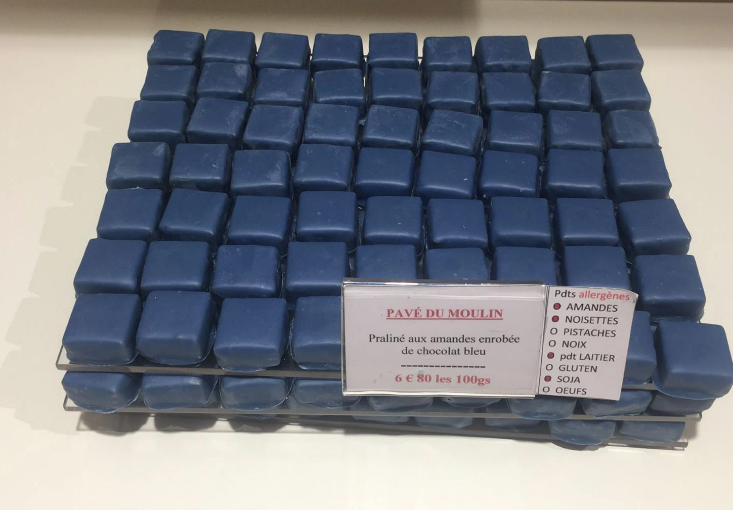 PAVÉ DU MOULIN
Praliné aux amandes enrobée
de chocolat bleu
----------------
6 € 80 les 100gs
Pdts allergènes
AMANDES
NOISETTES
PISTACHES
NOIX
pdt LAITIER
GLUTEN
SOJA
OEUFS